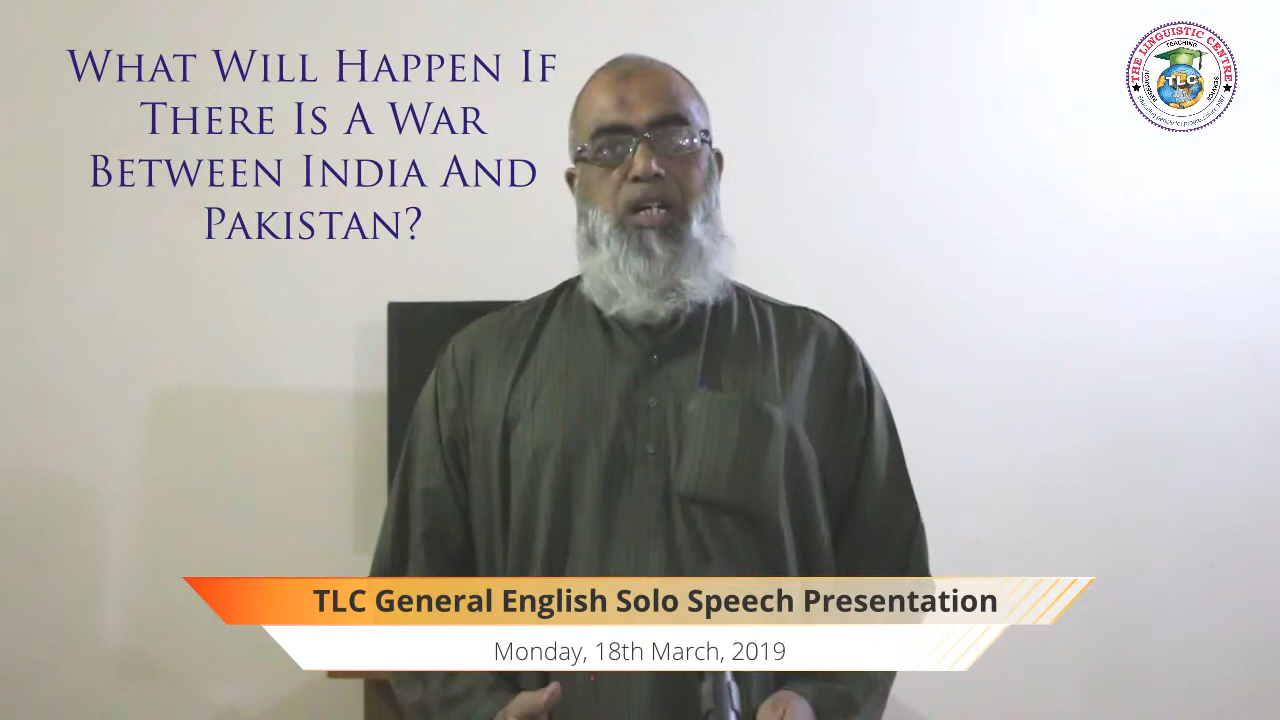 What Will Happen If
There Is A War
Between India And
Pakistan?
THE LINGUISTIC CENTRE
TEACHING
TLC
TLC General English Solo Speech Presentation
Monday, 18th March, 2019